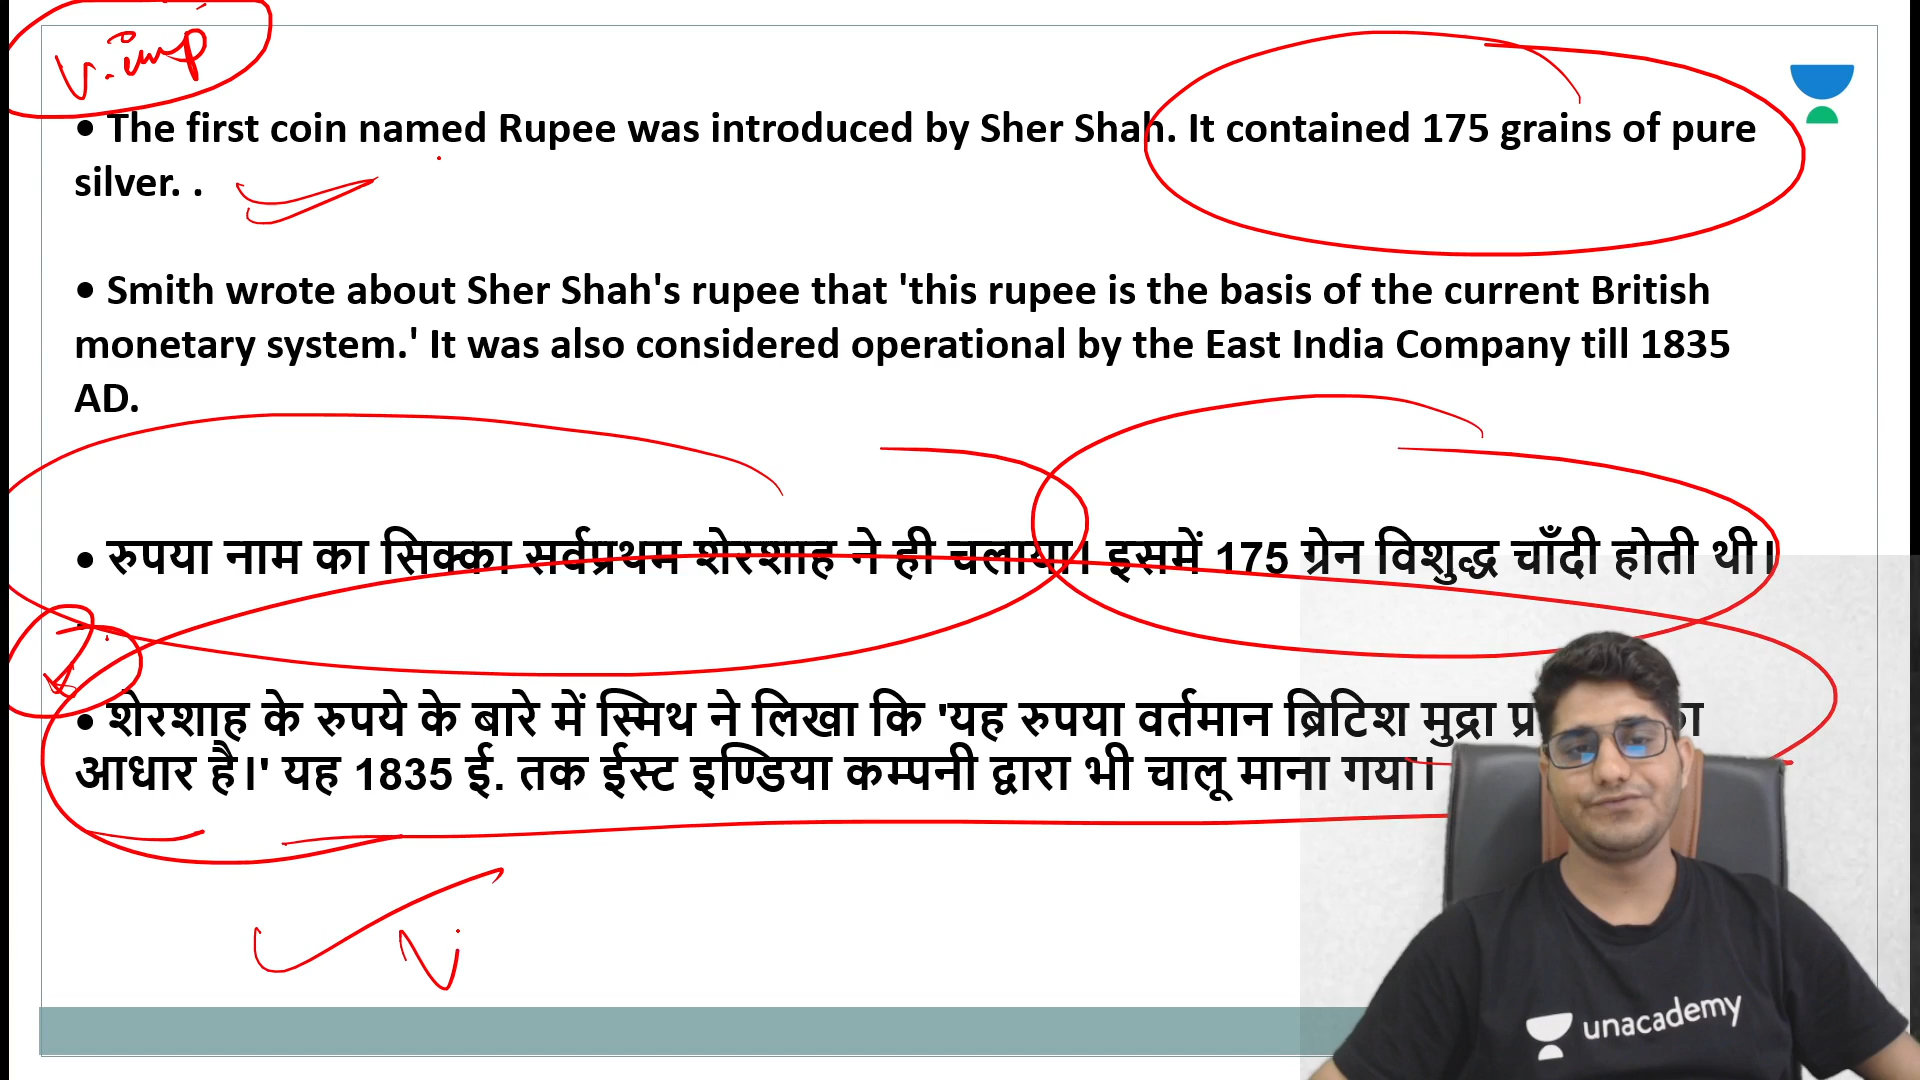 v. imp
• The first coin named Rupee was introduced by Sher Shah. It contained 175 grains of pure
silver. .
• Smith wrote about Sher Shah's rupee that 'this rupee is the basis of the current British
monetary system.' It was also considered operational by the East India Company till 1835
AD.
• रुपया नाम का सिक्का सर्वप्रथम शेरशाह ने ही चलाया। इसमें 175 ग्रेन विशुद्ध चाँदी होती थी।
• शेरशाह के रुपये के बारे में स्मिथ ने लिखा कि 'यह रुपया वर्तमान ब्रिटिश मुद्रा
आधार है।' यह 1835 ई. तक ईस्ट इण्डिया कम्पनी द्वारा भी चालू माना गया।
unacademy